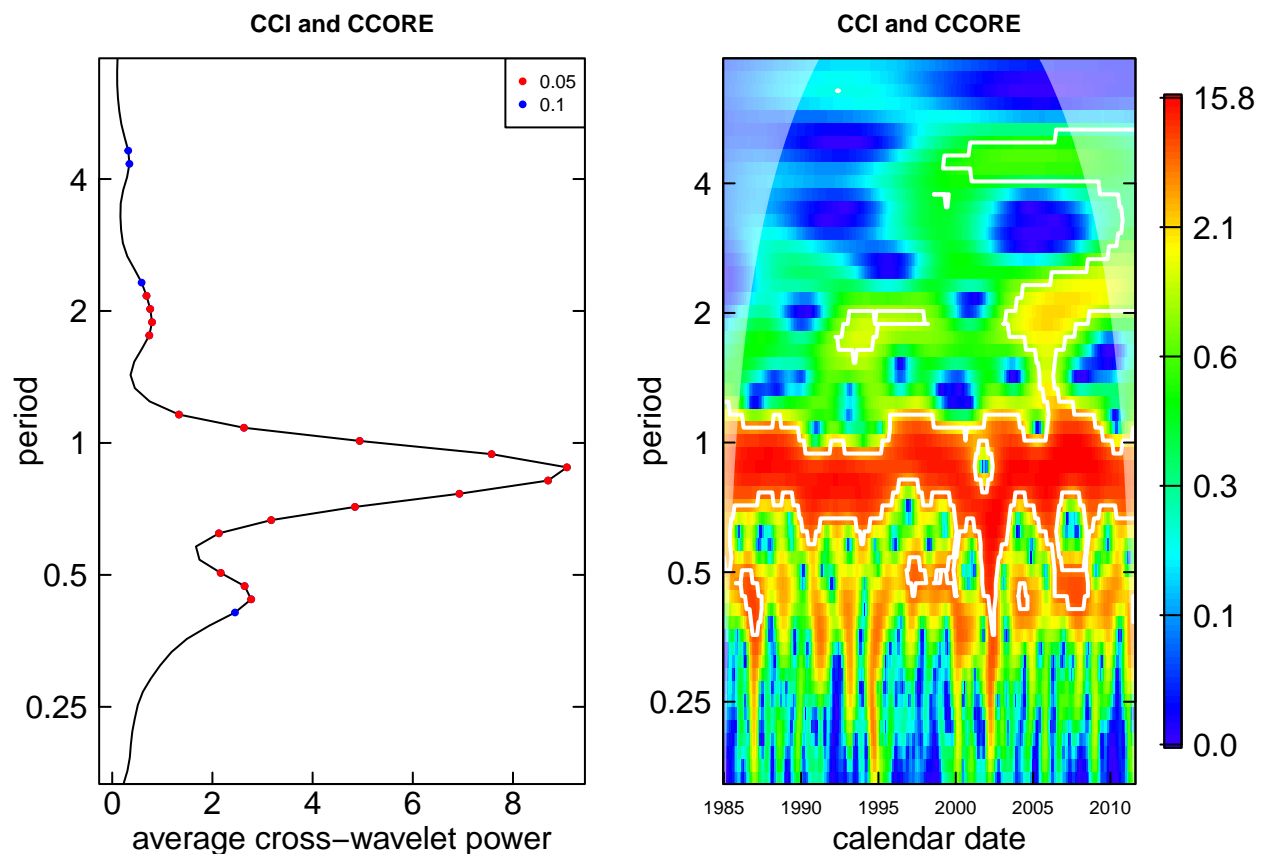 CCI and CCORE
0.05
0.1
4
2
1
0.5
0.25
period
0 2 4 6 8
average cross−wavelet power
CCI and CCORE
4
2
1
0.5
0.25
period
1985 1990 1995 2000 2005 2010
calendar date
15.8
2.1
0.6
0.3
0.1
0.0